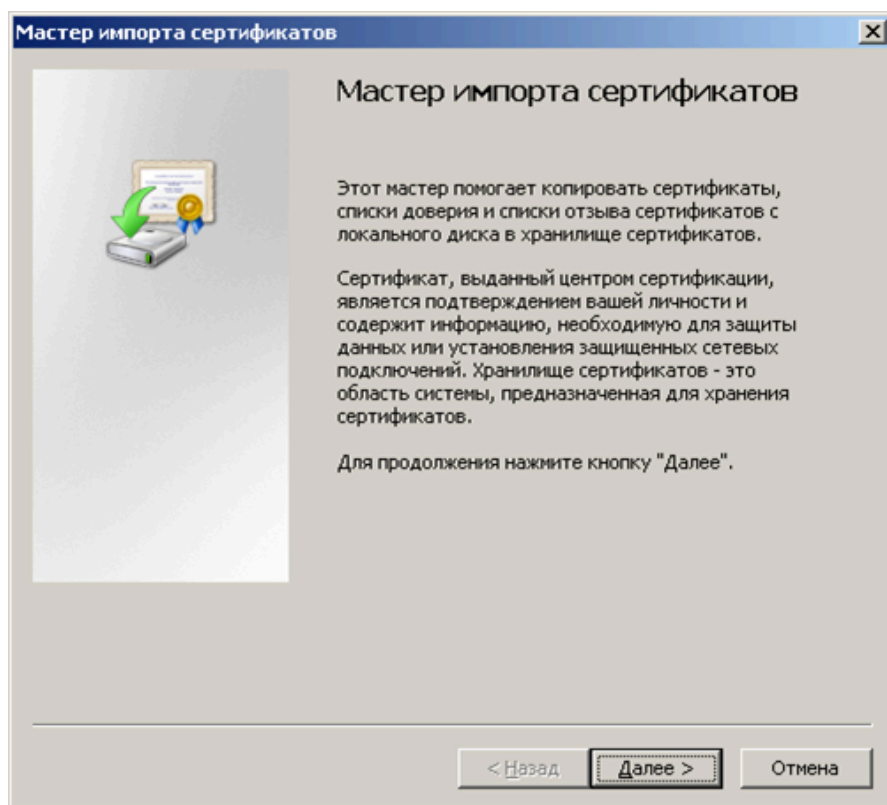 Мастер импорта сертификатов
Мастер импорта сертификатов
Этот мастер помогает копировать сертификаты,
списки доверия и списки отзыва сертификатов с
локального диска в хранилище сертификатов.
Сертификат, выданный центром сертификации,
является подтверждением вашей личности и
содержит информацию, необходимую для защиты
данных или установления защищенных сетевых
подключений. Хранилище сертификатов - это
область системы, предназначенная для хранения
сертификатов.
Для продолжения нажмите кнопку "Далее".
< Назад
Далее >
Отмена